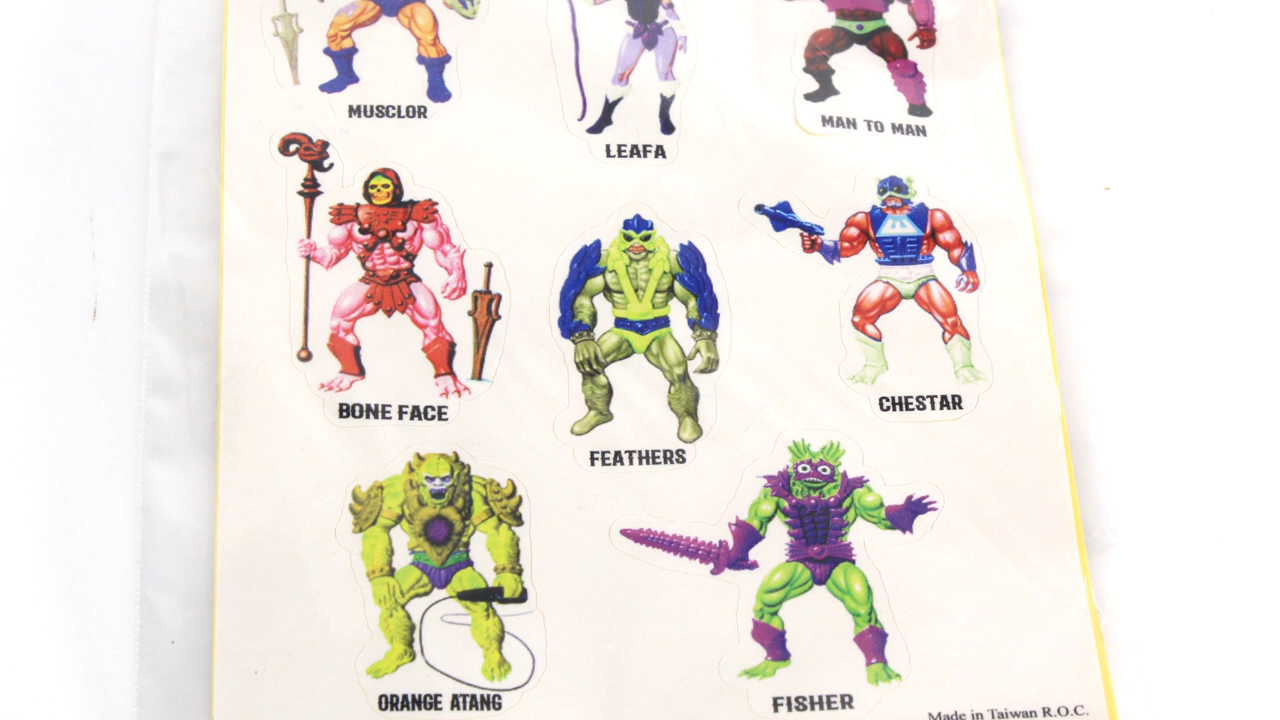 MUSCLOR
LEAFA
MAN TO MAN
BONE FACE
FEATHERS
CHESTAR
ORANGE ATANG
FISHER
Made in Taiwan R.O.C.